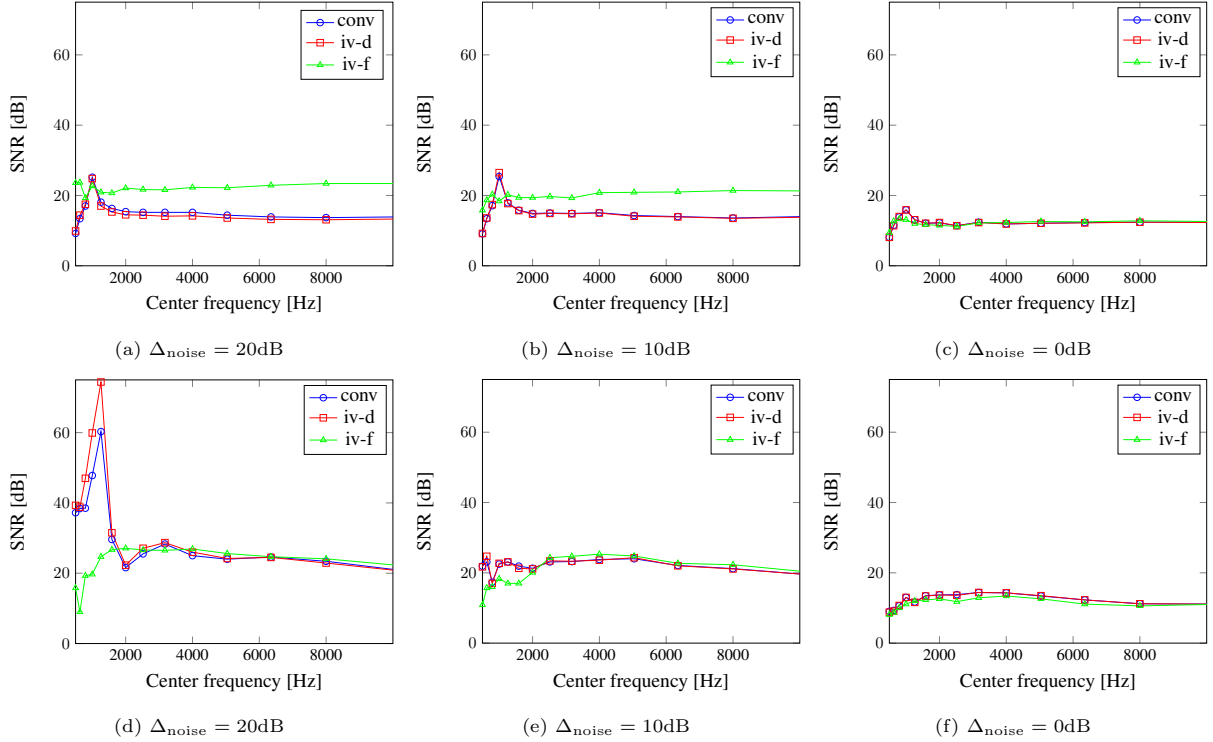 conv
iv-d
iv-f
SNR [dB]
60
40
20
0
2000 4000 6000 8000
Center frequency [Hz]
(a) Δnoise = 20dB
conv
iv-d
iv-f
SNR [dB]
60
40
20
0
2000 4000 6000 8000
Center frequency [Hz]
(b) Δnoise = 10dB
conv
iv-d
iv-f
SNR [dB]
60
40
20
0
2000 4000 6000 8000
Center frequency [Hz]
(c) Δnoise = 0dB
conv
iv-d
iv-f
SNR [dB]
60
40
20
0
2000 4000 6000 8000
Center frequency [Hz]
(d) Δnoise = 20dB
conv
iv-d
iv-f
SNR [dB]
60
40
20
0
2000 4000 6000 8000
Center frequency [Hz]
(e) Δnoise = 10dB
conv
iv-d
iv-f
SNR [dB]
60
40
20
0
2000 4000 6000 8000
Center frequency [Hz]
(f) Δnoise = 0dB